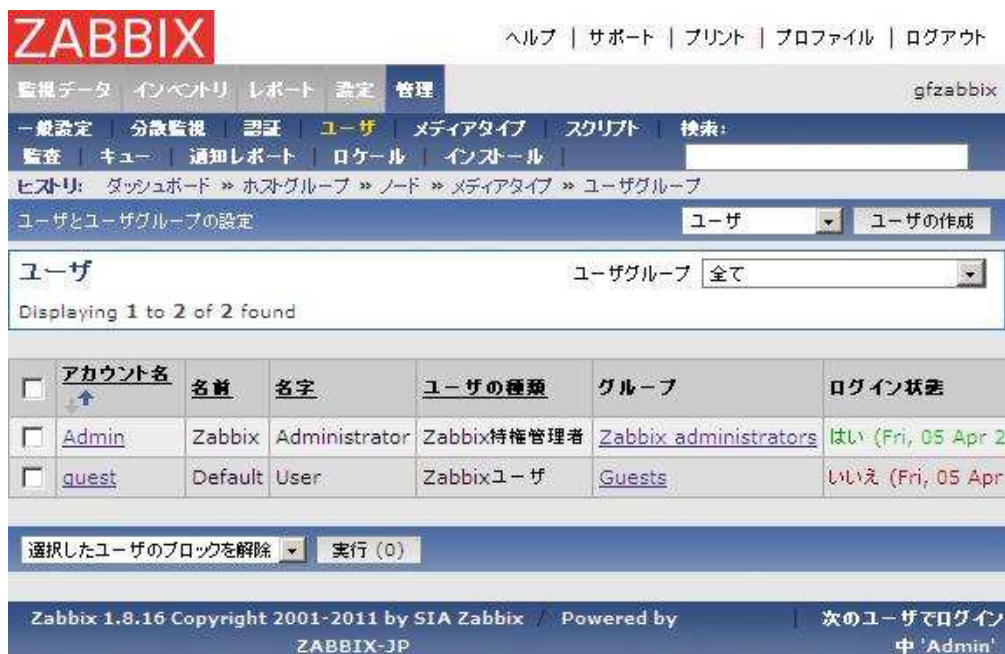 ZABBIX
ヘルプ | サポート | プリント | プロファイル | ログアウト
監視データ インベントリ レポート 設定 管理 gfzabbix
一般設定 | 分散監視 | 認証 | ユーザ | メディアタイプ | スクリプト | 検索:
監査 | キュー | 通知レポート | ロケール | インストール |
ヒストリ: ダッシュボード » ホストグループ » ノード » メディアタイプ » ユーザグループ
ユーザとユーザグループの設定 ユーザ ユーザの作成
ユーザ ユーザグループ 全て
Displaying 1 to 2 of 2 found
アカウント名 名前 名字 ユーザの種類 グループ ログイン状態
Admin Zabbix Administrator Zabbix特権管理者 Zabbix administrators はい (Fri, 05 Apr 2
guest Default User Zabbixユーザ Guests いいえ (Fri, 05 Apr
選択したユーザのブロックを解除 実行 (0)
Zabbix 1.8.16 Copyright 2001-2011 by SIA Zabbix / Powered by
ZABBIX-JP
| 次のユーザでログイン
中 'Admin'